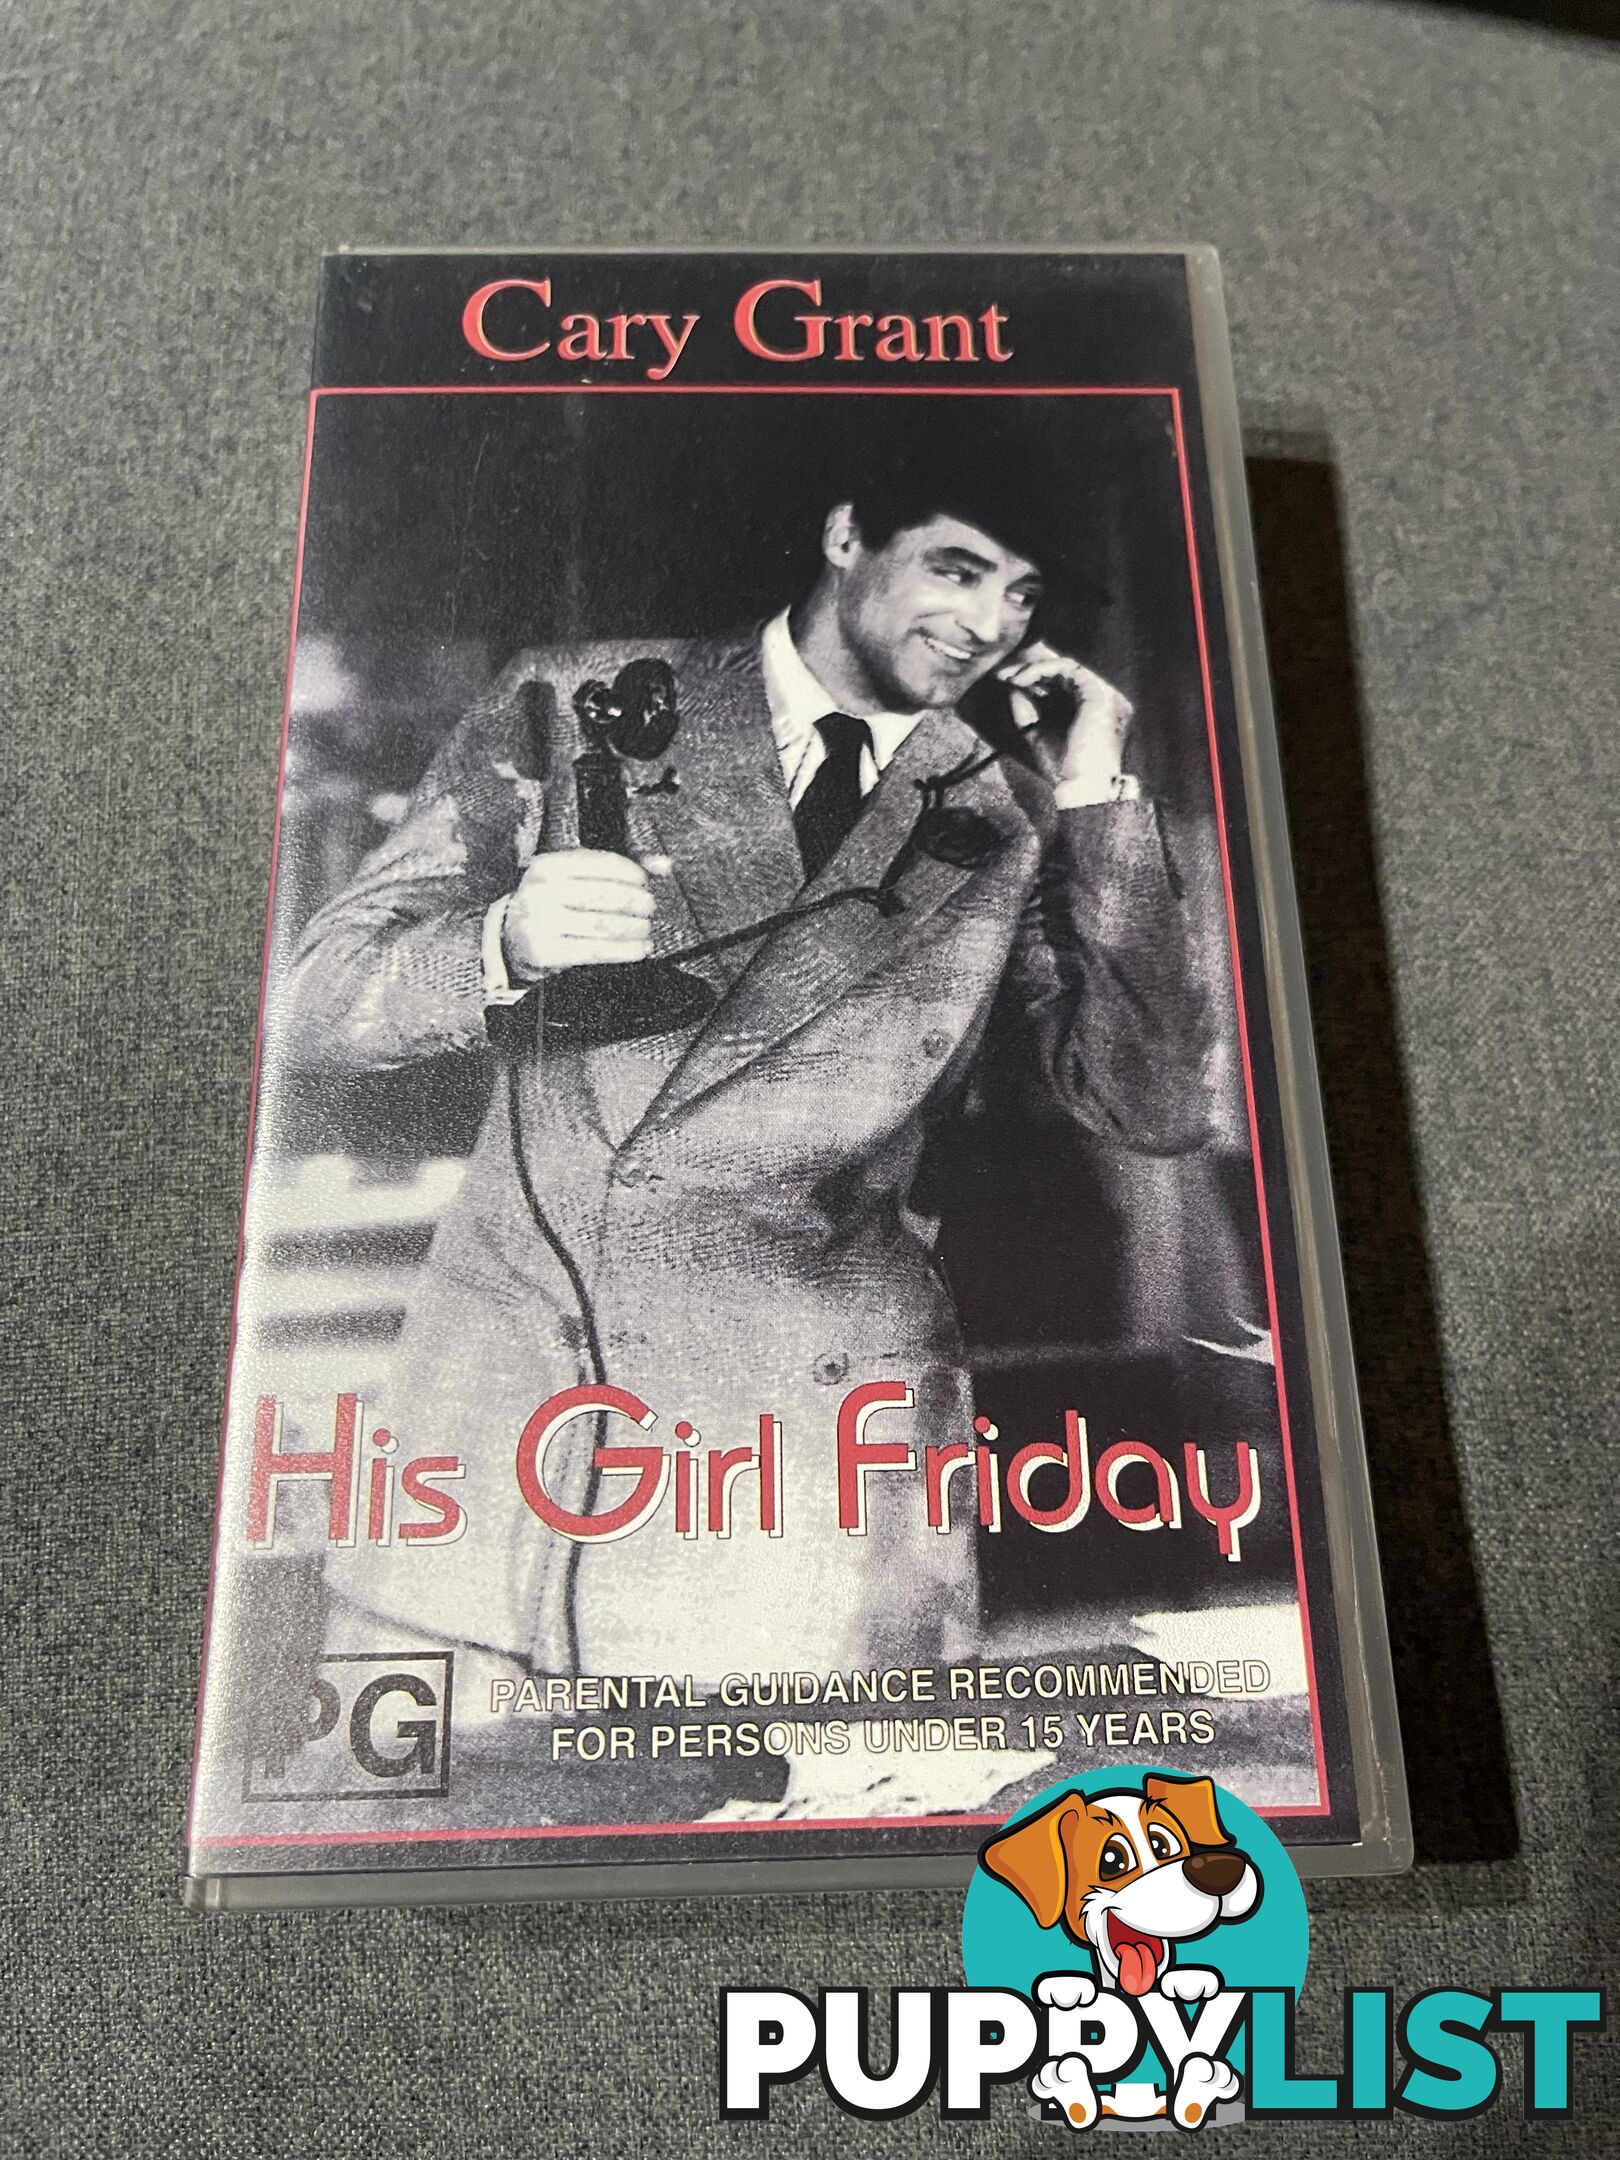 Cary Grant
His Girl Friday
PG
PARENTAL GUIDANCE RECOMMENDED
FOR PERSONS UNDER 15 YEARS
PUPPYLIST